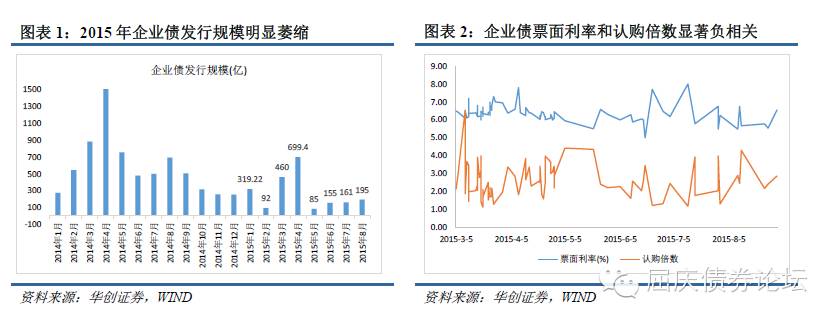 图表 1：2015 年企业债发行规模明显萎缩
企业债发行规模(亿)
1500
1300
1100
900
700
500
300
100
-100
319.22
92
460
699.4
85
155
161
195
2014年1月
2014年2月
2014年3月
2014年4月
2014年5月
2014年6月
2014年7月
2014年8月
2014年9月
2014年10月
2014年11月
2014年12月
2015年1月
2015年2月
2015年3月
2015年4月
2015年5月
2015年6月
2015年7月
2015年8月
资料来源：华创证券，WIND
图表 2：企业债票面利率和认购倍数显著负相关
9.00
8.00
7.00
6.00
5.00
4.00
3.00
2.00
1.00
0.00
2015-3-5
2015-4-5
2015-5-5
2015-6-5
2015-7-5
2015-8-5
票面利率(%)
认购倍数
资料来源：华创证券，WIND
屈庆债券论坛